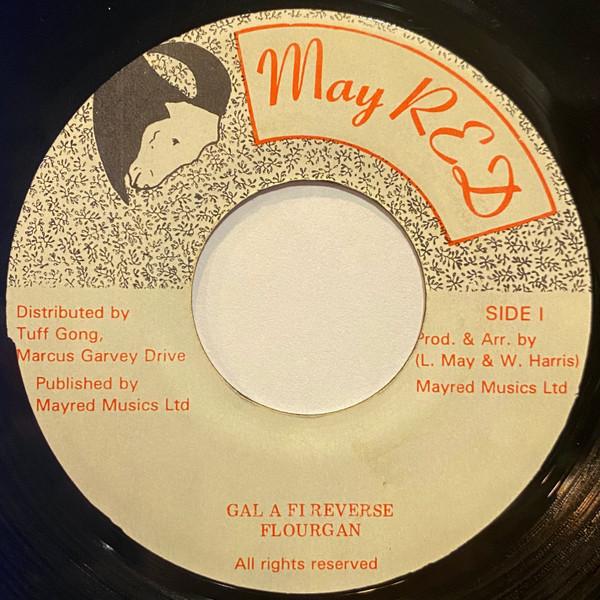 May RED
Distributed by
Tuff Gong,
Marcus Garvey Drive
Published by
Mayred Musics Ltd
SIDE I
Prod. & Arr. by
(L. May & W. Harris)
Mayred Musics Ltd
GAL A FI REVERSE
FLOURGAN
All rights reserved